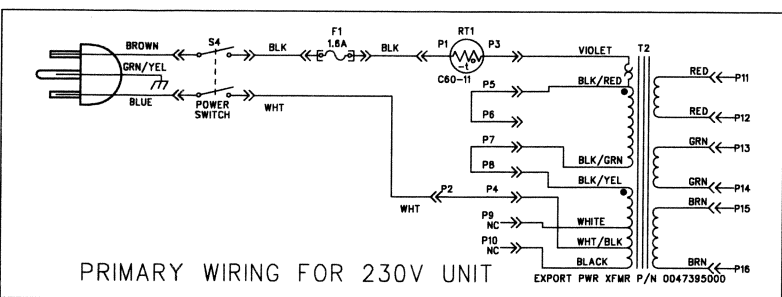 F1
RT1
S4
1.6A
BROWN
BLK
BLK
P1
P3
VIOLET
T2
GRN/YEL
-t
C60-11
BLUE
POWER
SWITCH
WHT
P5
BLK/RED
RED
P11
P6
RED
P12
P7
BLK/GRN
GRN
P13
P8
BLK/YEL
GRN
P14
P2
P4
BRN
P15
WHT
P9
NC
WHITE
WHT/BLK
P10
NC
BLACK
BRN
P16
PRIMARY WIRING FOR 230V UNIT
EXPORT PWR XFMR P/N 0047395000